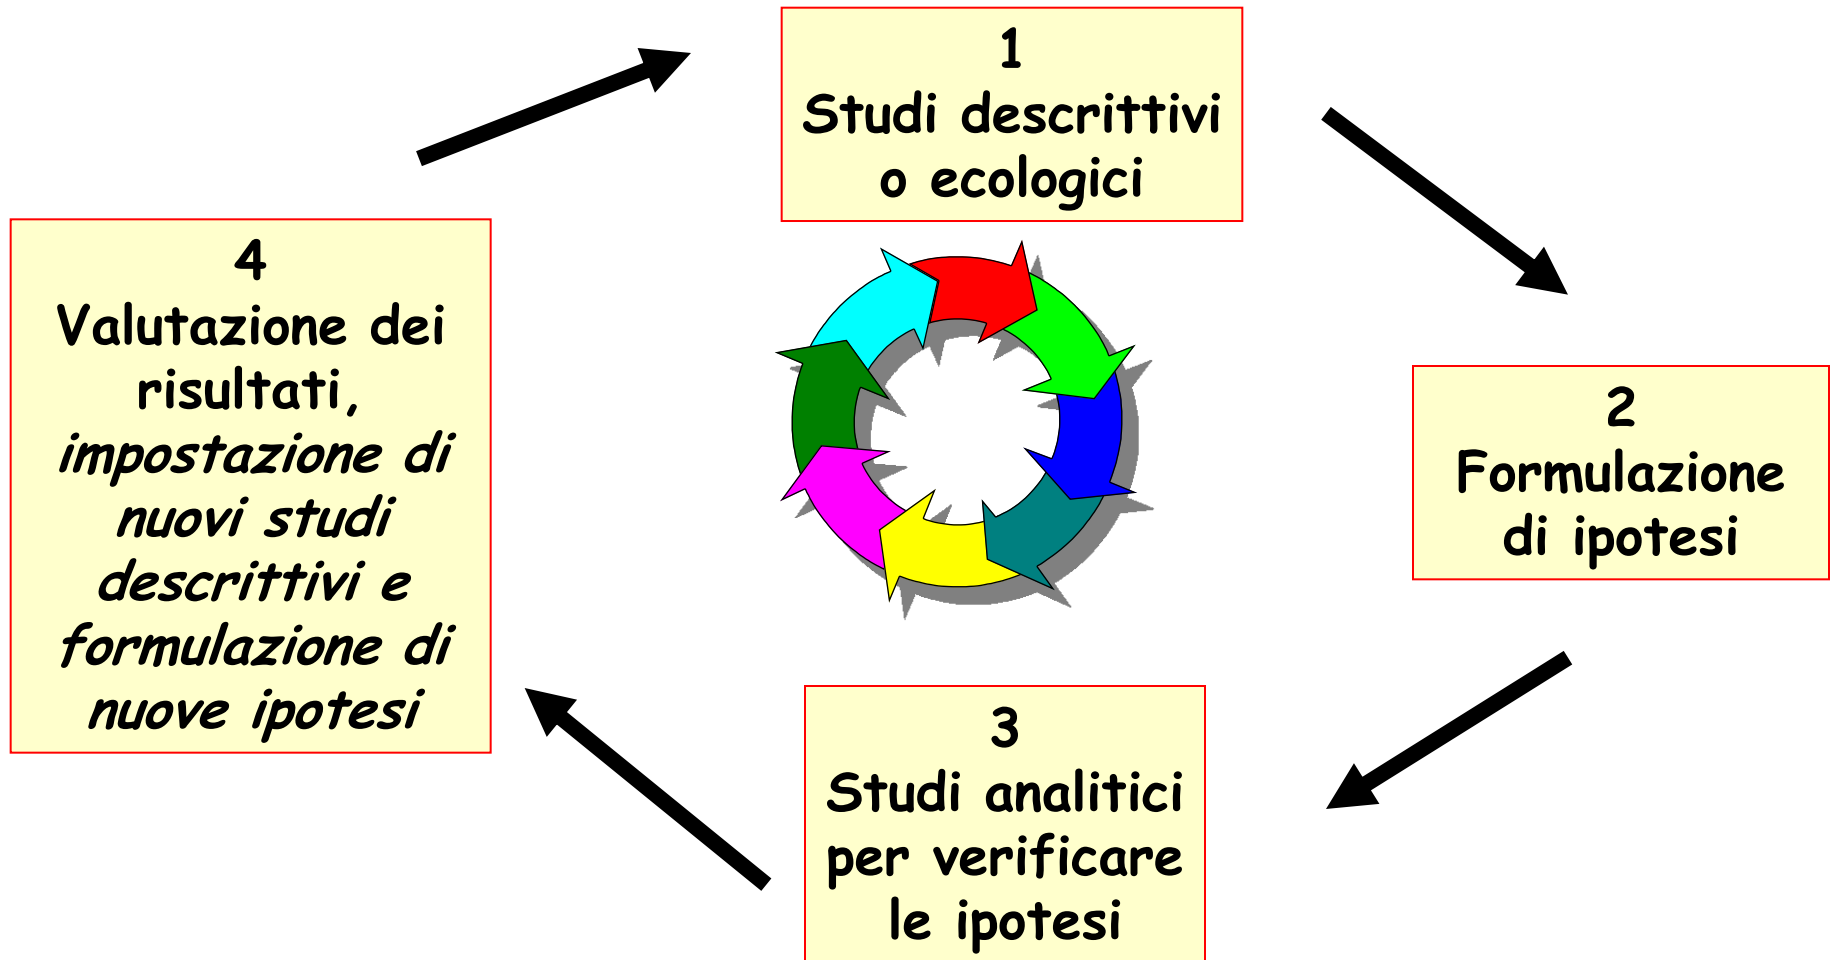 1
Studi descrittivi
o ecologici
2
Formulazione
di ipotesi
3
Studi analitici
per verificare
le ipotesi
4
Valutazione dei
risultati,
impostazione di
nuovi studi
descrittivi e
formulazione di
nuove ipotesi